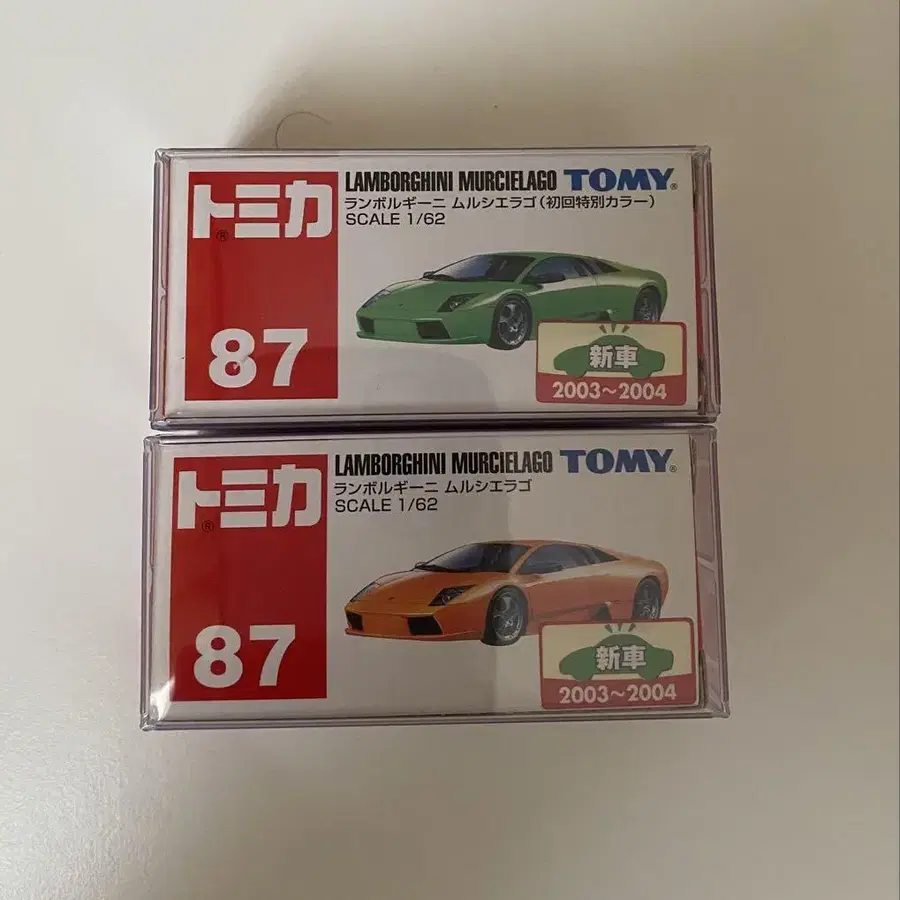 トミカ®
87
LAMBORGHINI MURCIELAGO TOMY®
ランボルギーニ ムルシエラゴ(初回特別カラー)
SCALE 1/62
新車
2003~2004
トミカ®
87
LAMBORGHINI MURCIELAGO TOMY®
ランボルギーニ ムルシエラゴ
SCALE 1/62
新車
2003~2004